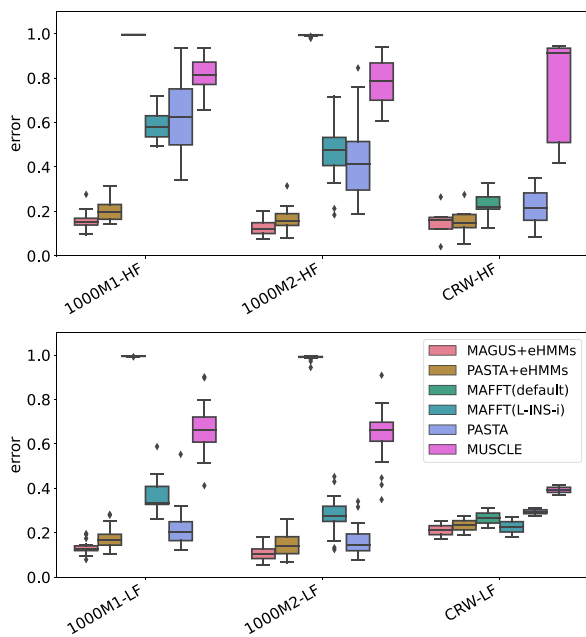 1.0
0.8
0.6
0.4
0.2
0.0
error
1000M1-HF
1000M2-HF
CRW-HF
1.0
0.8
0.6
0.4
0.2
0.0
error
MAGUS+eHMMs
PASTA+eHMMs
MAFFT(default)
MAFFT(L-INS-i)
PASTA
MUSCLE
1000M1-LF
1000M2-LF
CRW-LF